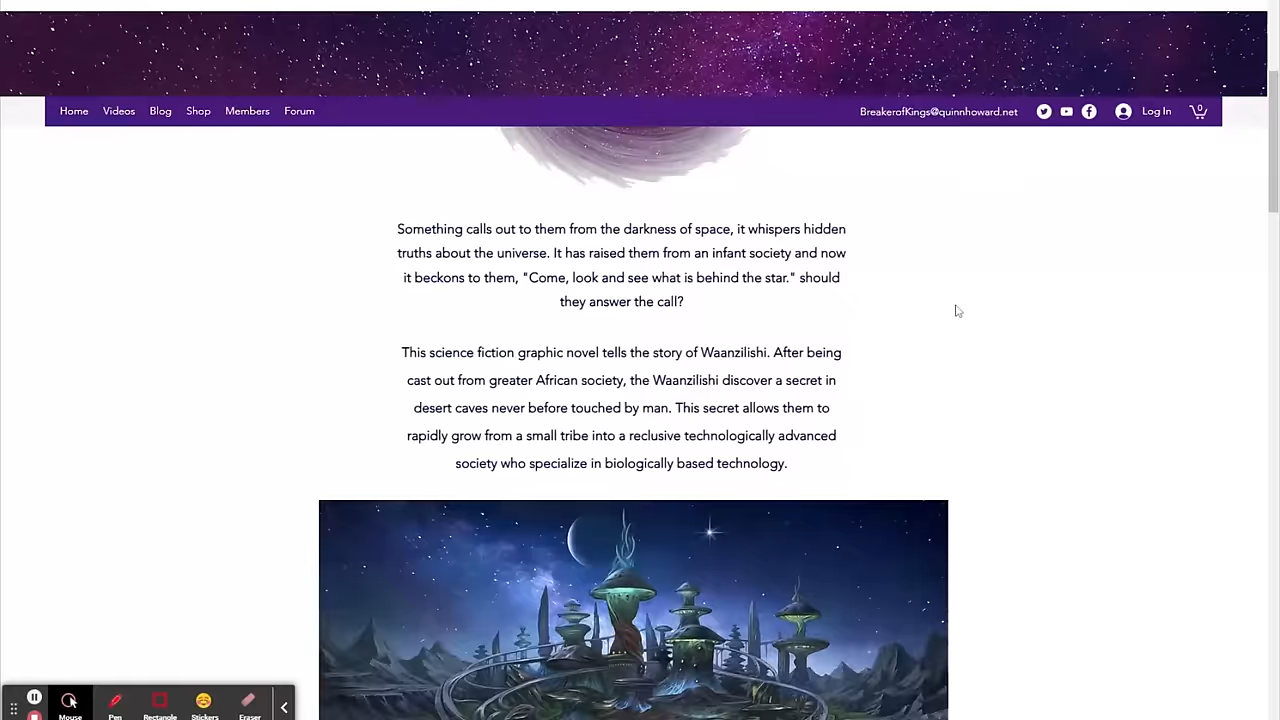 Home Videos Blog Shop Members Forum BreakerofKings@quinnhoward.net Log In 0
Something calls out to them from the darkness of space, it whispers hidden
truths about the universe. It has raised them from an infant society and now
it beckons to them, "Come, look and see what is behind the star." should
they answer the call?
This science fiction graphic novel tells the story of Waanzilishi. After being
cast out from greater African society, the Waanzilishi discover a secret in
desert caves never before touched by man. This secret allows them to
rapidly grow from a small tribe into a reclusive technologically advanced
society who specialize in biologically based technology.
Mouse Pen Rectangle Stickers Eraser